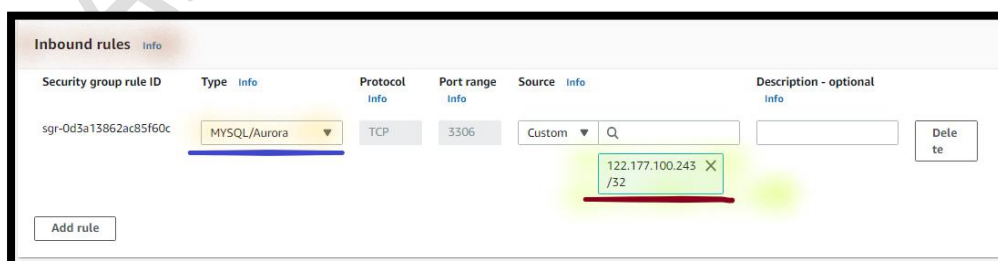 Inbound rules Info
Security group rule ID Type Info Protocol Info Port range Info Source Info Description - optional Info
sgr-0d3a13862ac85f60c MYSQL/Aurora TCP 3306 Custom 122.177.100.243 /32 Dele te
Add rule